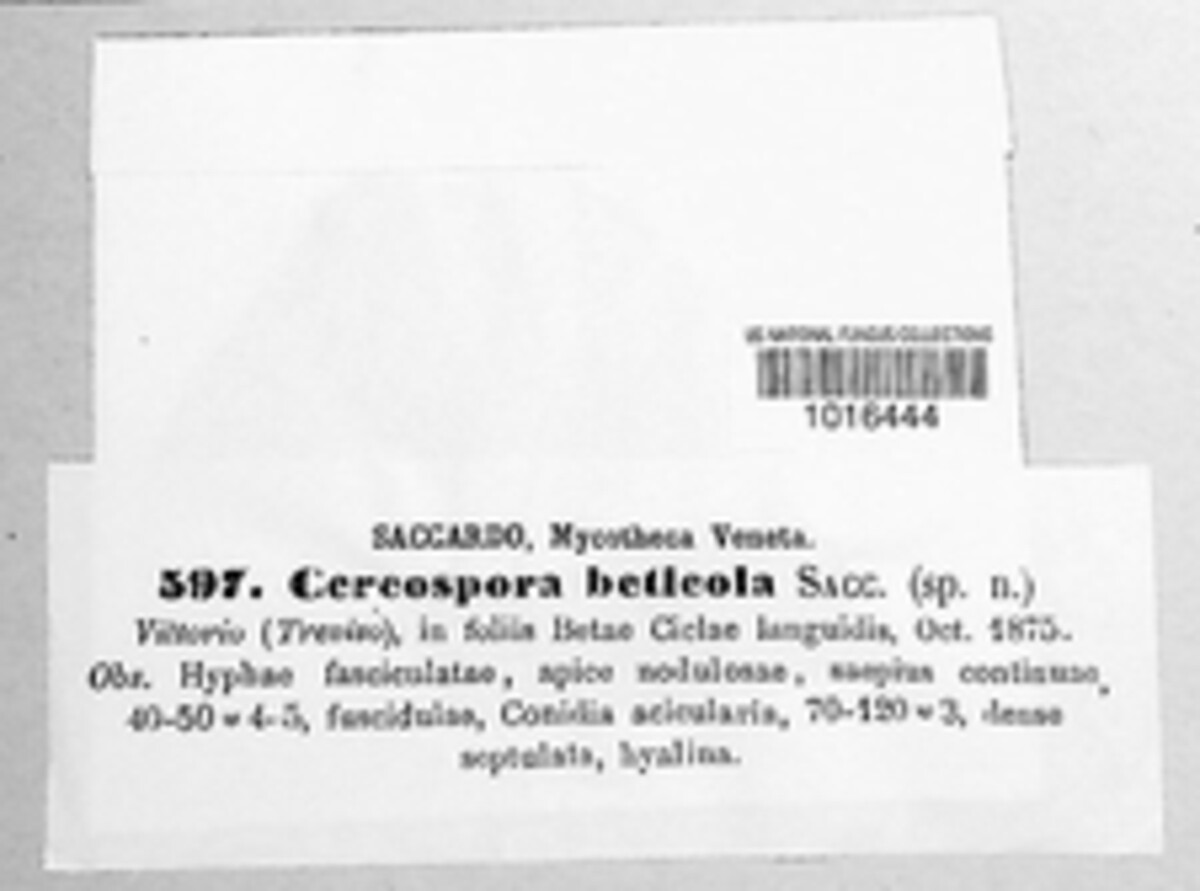 US NATIONAL FUNGUS COLLECTIONS
1016444
SACCARDO, Mycotheca Veneta.
597. Cercospora beticola SACC. (sp. n.)
Vittorio (Treviso), in foliis Betae Ciclae languidis, Oct. 1875.
Obs. Hyphae fasciculatae, apice nodulosae, saepius continuae,
40-50 = 4-5, fuscidulae, Conidia acicularia, 70-120 = 3, dense
septulata, hyalina.